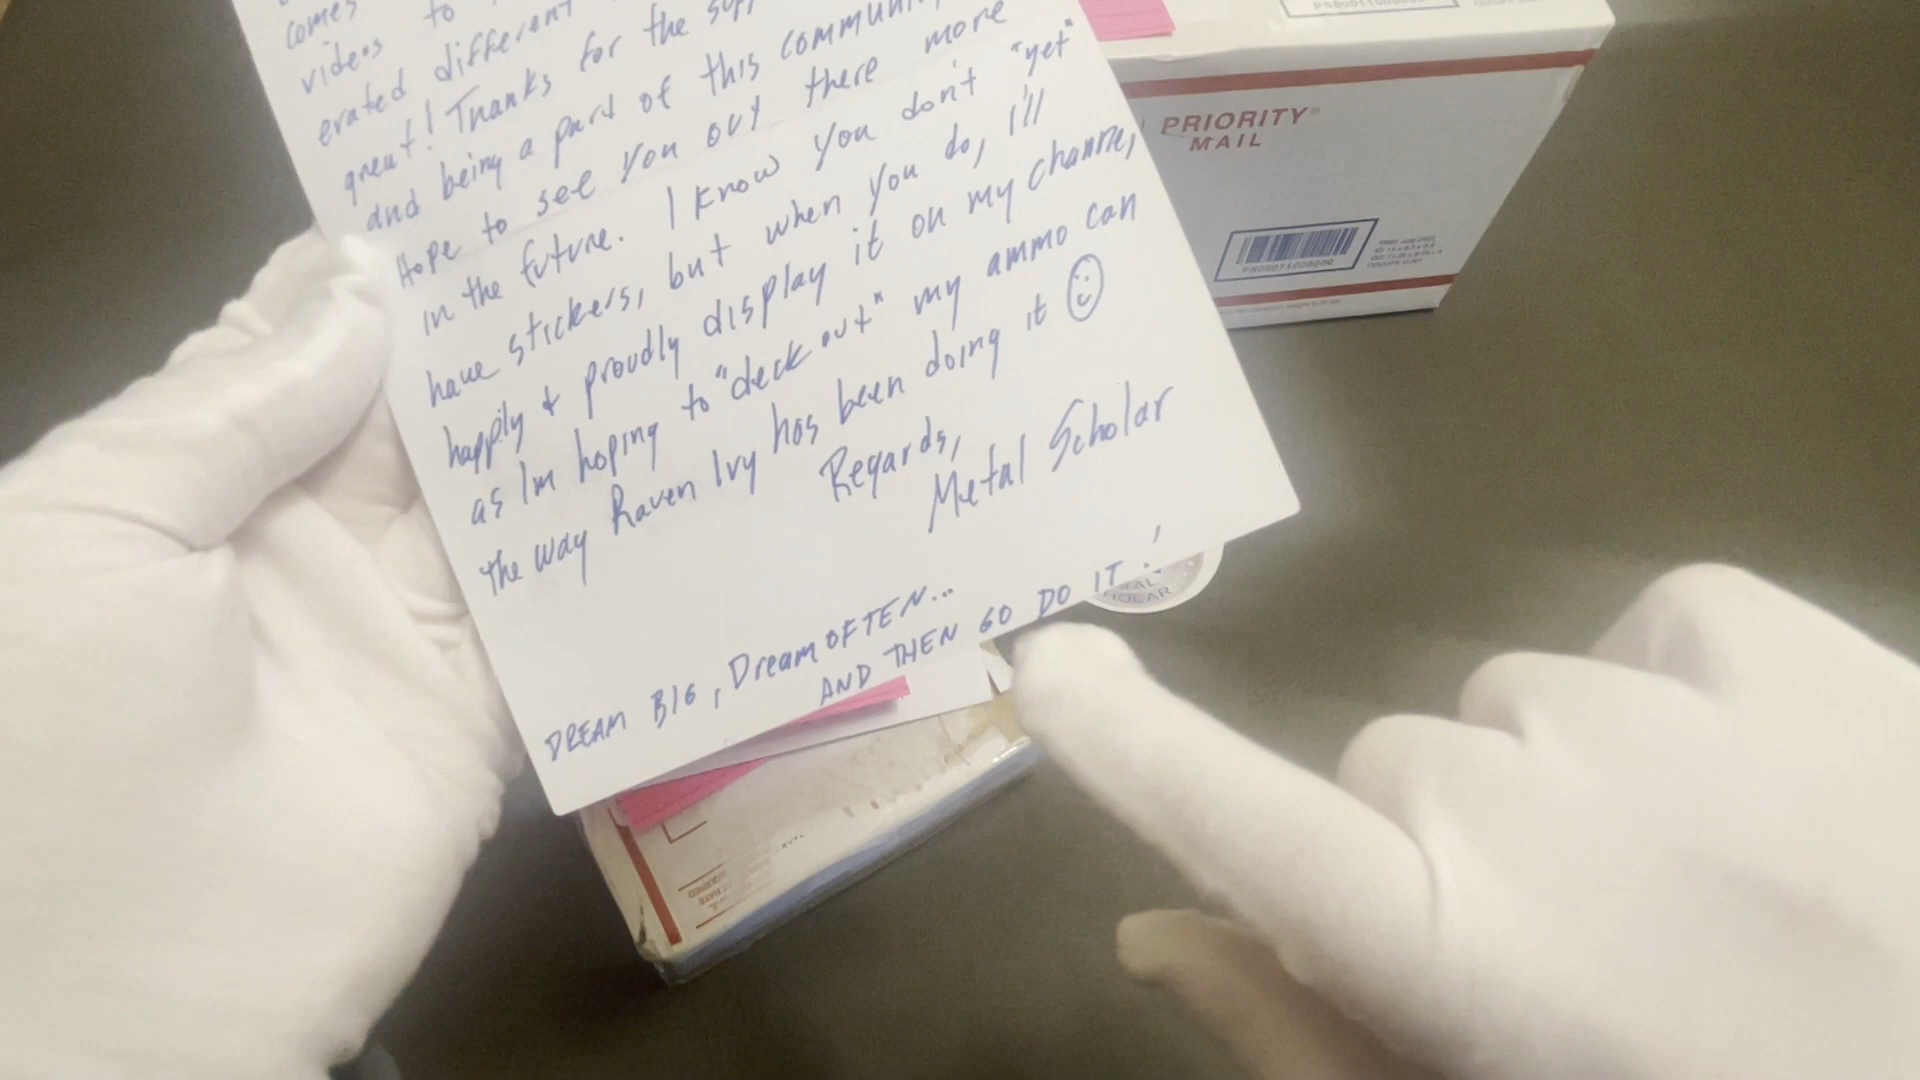 comes
videos to
erated different
great! Thanks for the
and being a part of this
Hope to see you out there more
in the future. I know you don't "yet"
have stickers, but when you do, I'll
happily & proudly display it on my channel,
as Im hoping to "deck out" my ammo can
the way Raven Ivy has been doing it
Regards,
Metal Scholar
DREAM BIG, Dream OFTEN...
AND THEN GO DO IT!
PRIORITY
MAIL
PS00011000000